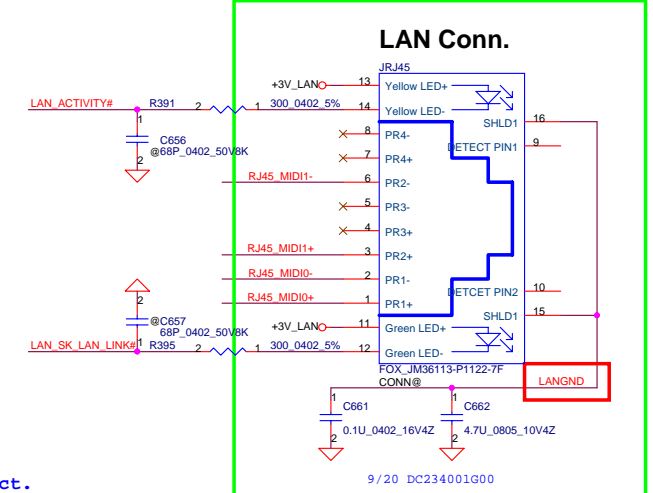 LAN Conn.
JRJ45
+3V_LAN 13 Yellow LED+
LAN_ACTIVITY# R391 2 1 300_0402_5% 14 Yellow LED-
SHLD1 16
1
C656
@68P_0402_50V8K
2
8 PR4-
DETECT PIN1 9
7 PR4+
RJ45_MIDI1- 6 PR2-
5 PR3-
4 PR3+
RJ45_MIDI1+ 3 PR2+
RJ45_MIDI0- 2 PR1-
RJ45_MIDI0+ 1 PR1+
DETCET PIN2 10
SHLD1 15
2
@C657
68P_0402_50V8K
1
+3V_LAN 11 Green LED+
LAN_SK_LAN_LINK# R395 2 1 300_0402_5% 12 Green LED-
FOX_JM36113-P1122-7F
CONN@
LANGND
1 C661
0.1U_0402_16V4Z
2
1 C662
4.7U_0805_10V4Z
2
9/20 DC234001G00
ct.